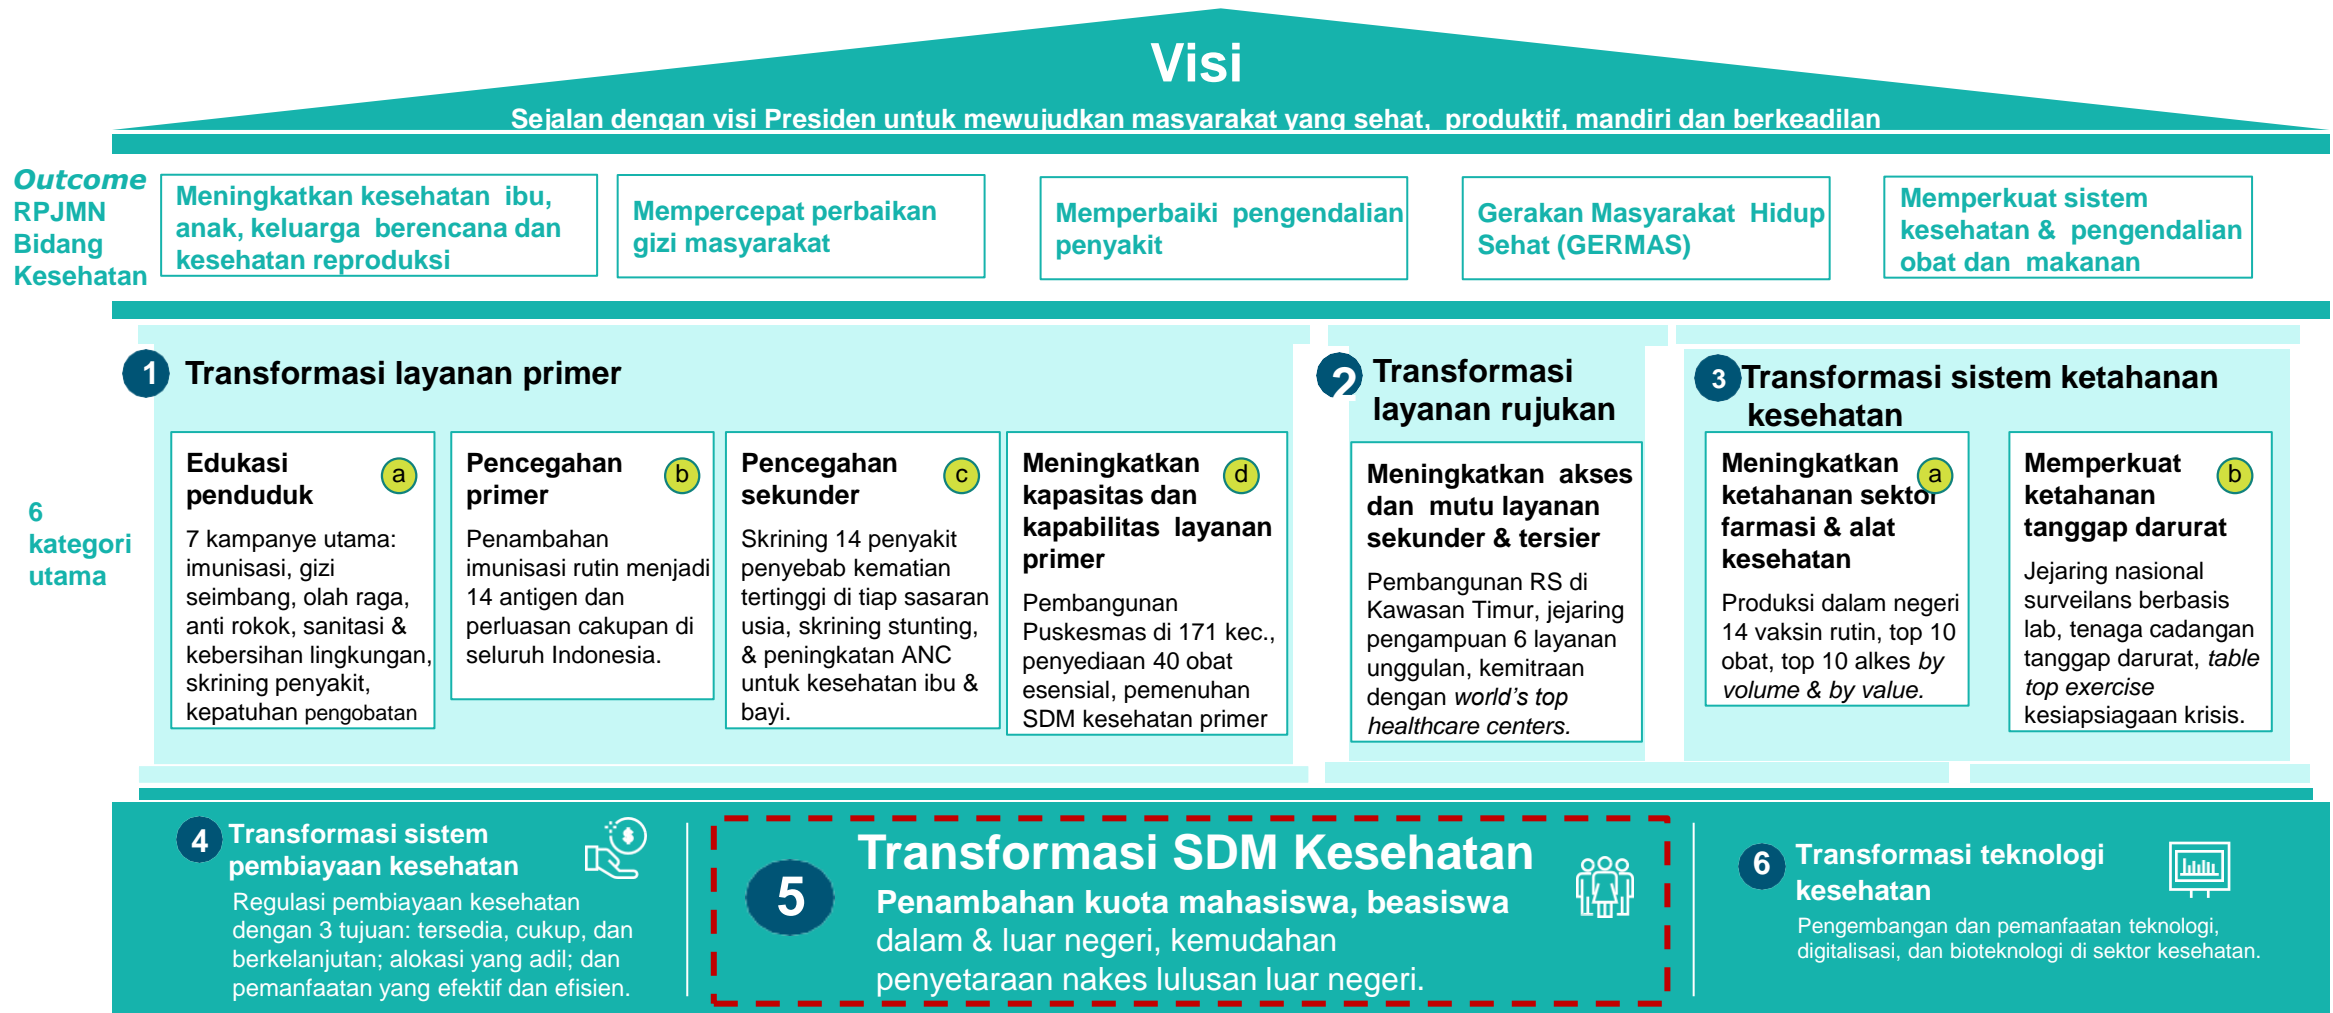 Visi
Sejalan dengan visi Presiden untuk mewujudkan masyarakat yang sehat, produktif, mandiri dan berkeadilan
Outcome
RPJMN
Bidang
Kesehatan
Meningkatkan kesehatan ibu,
anak, keluarga berencana dan
kesehatan reproduksi
Mempercepat perbaikan
gizi masyarakat
Memperbaiki pengendalian
penyakit
Gerakan Masyarakat Hidup
Sehat (GERMAS)
Memperkuat sistem
kesehatan & pengendalian
obat dan makanan
6
kategori
utama
1
Transformasi layanan primer
Edukasi
penduduk
a
7 kampanye utama:
imunisasi, gizi
seimbang, olah raga,
anti rokok, sanitasi &
kebersihan lingkungan,
skrining penyakit,
kepatuhan pengobatan
Pencegahan
primer
b
Penambahan
imunisasi rutin menjadi
14 antigen dan
perluasan cakupan di
seluruh Indonesia.
Pencegahan
sekunder
c
Skrining 14 penyakit
penyebab kematian
tertinggi di tiap sasaran
usia, skrining stunting,
& peningkatan ANC
untuk kesehatan ibu &
bayi.
Meningkatkan
kapasitas dan
kapabilitas layanan
primer
d
Pembangunan
Puskesmas di 171 kec.,
penyediaan 40 obat
esensial, pemenuhan
SDM kesehatan primer
2
Transformasi
layanan rujukan
Meningkatkan akses
dan mutu layanan
sekunder & tersier
Pembangunan RS di
Kawasan Timur, jejaring
pengampuan 6 layanan
unggulan, kemitraan
dengan world's top
healthcare centers.
3
Transformasi sistem ketahanan
kesehatan
Meningkatkan
ketahanan sektor
farmasi & alat
kesehatan
a
Produksi dalam negeri
14 vaksin rutin, top 10
obat, top 10 alkes by
volume & by value.
Memperkuat
ketahanan
tanggap darurat
b
Jejaring nasional
surveilans berbasis
lab, tenaga cadangan
tanggap darurat, table
top exercise
kesiapsiagaan krisis.
4
Transformasi sistem
pembiayaan kesehatan
Regulasi pembiayaan kesehatan
dengan 3 tujuan: tersedia, cukup, dan
berkelanjutan; alokasi yang adil; dan
pemanfaatan yang efektif dan efisien.
5
Transformasi SDM Kesehatan
Penambahan kuota mahasiswa, beasiswa
dalam & luar negeri, kemudahan
penyetaraan nakes lulusan luar negeri.
6
Transformasi teknologi
kesehatan
Pengembangan dan pemanfaatan teknologi,
digitalisasi, dan bioteknologi di sektor kesehatan.